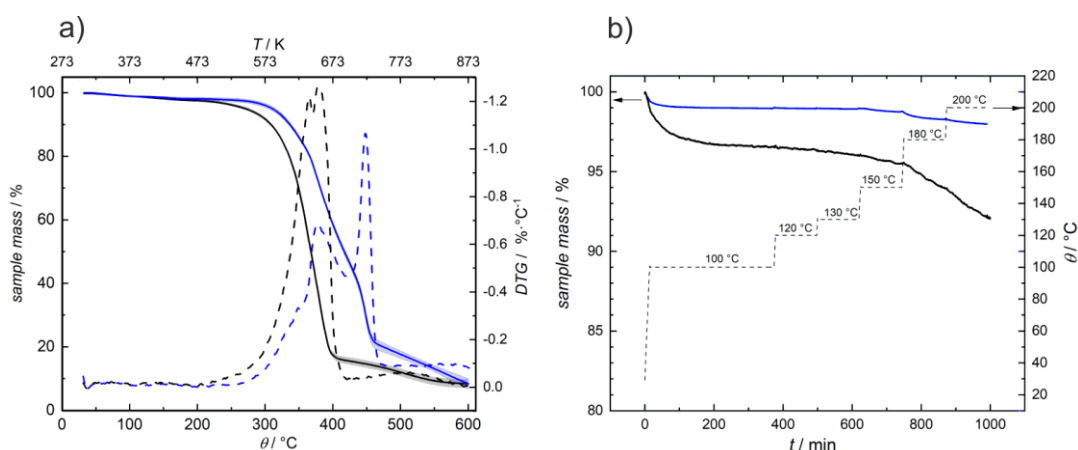 a)
T / K
273 373 473 573 673 773 873
100
80
60
40
20
0
sample mass / %
-1.2
-1.0
-0.8
-0.6
-0.4
-0.2
0.0
DTG / %·°C⁻¹
0 100 200 300 400 500 600
θ / °C
b)
100
95
90
85
80
sample mass / %
220
200
180
160
140
120
100
80
60
40
20
θ / °C
200 °C
180 °C
150 °C
130 °C
120 °C
100 °C
0 200 400 600 800 1000
t / min